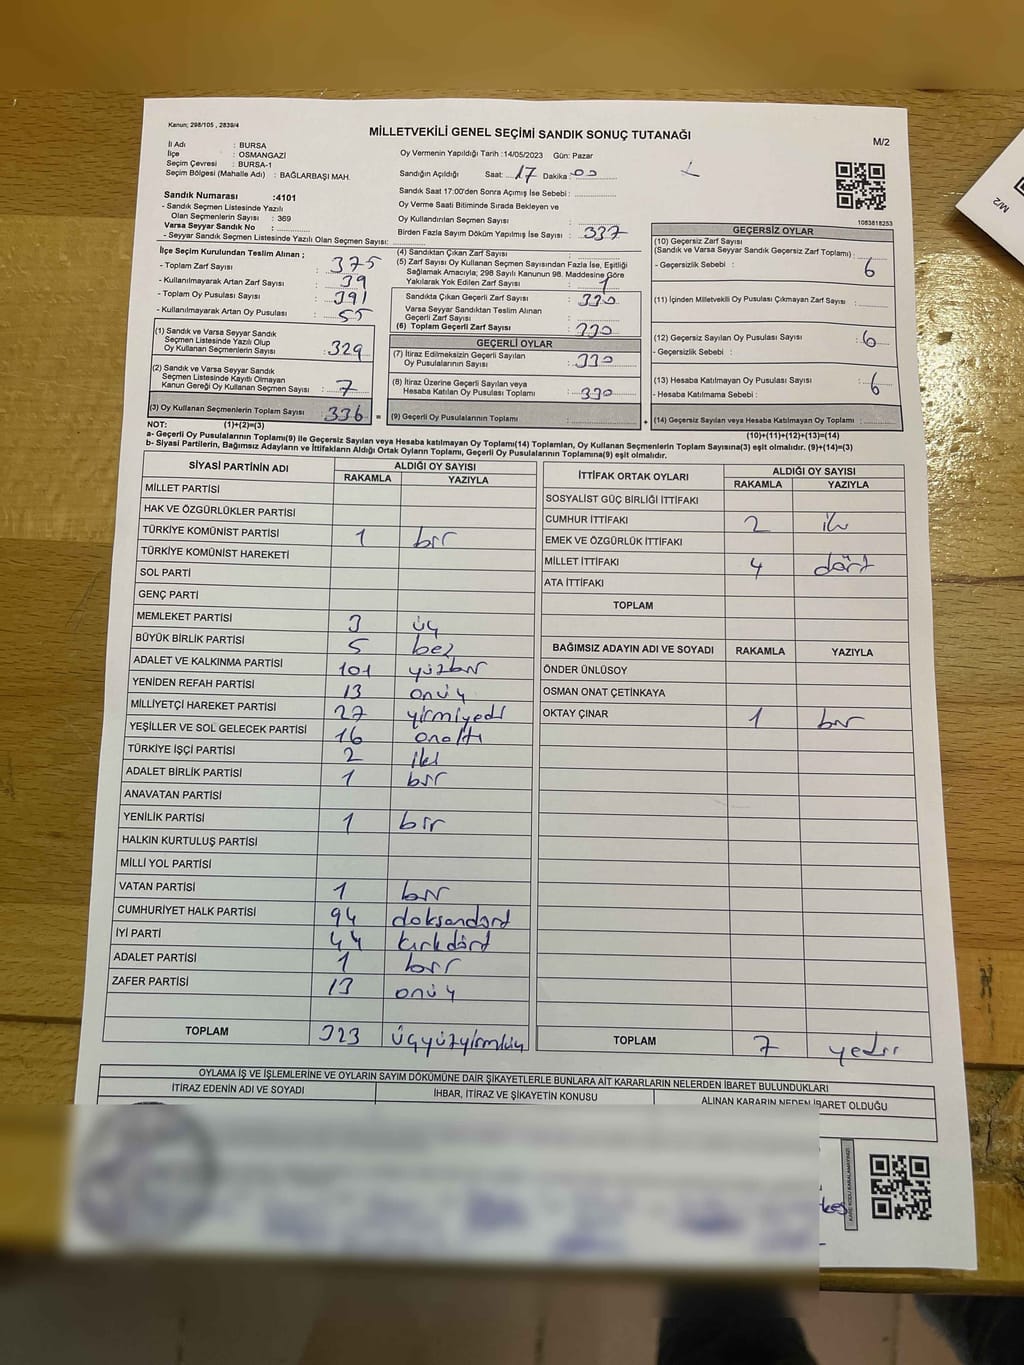 Kanun; 298/105 , 2839/4
MİLLETVEKİLİ GENEL SEÇİMİ SANDIK SONUÇ TUTANAĞI
M/2
İl Adı : BURSA
İlçe : OSMANGAZİ
Seçim Çevresi : BURSA-1
Seçim Bölgesi (Mahalle Adı) : BAĞLARBAŞI MAH.
Sandık Numarası :4101
- Sandık Seçmen Listesinde Yazılı
Olan Seçmenlerin Sayısı : 369
Varsa Seyyar Sandık No :
- Seyyar Sandık Seçmen Listesinde Yazılı Olan Seçmen Sayısı:
Oy Vermenin Yapıldığı Tarih :14/05/2023 Gün: Pazar
Sandığın Açıldığı Saat: 17 Dakika : 00
Sandık Saat 17:00'den Sonra Açımış İse Sebebi :
Oy Verme Saati Bitiminde Sırada Bekleyen ve
Oy Kullandırılan Seçmen Sayısı :
Birden Fazla Sayım Döküm Yapılmış İse Sayısı : 337
1083818253
İlçe Seçim Kurulundan Teslim Alınan ;
- Toplam Zarf Sayısı : 375
- Kullanılmayarak Artan Zarf Sayısı : 39
- Toplam Oy Pusulası Sayısı : 391
- Kullanılmayarak Artan Oy Pusulası : 55
(1) Sandık ve Varsa Seyyar Sandık
Seçmen Listesinde Yazılı Olup
Oy Kullanan Seçmenlerin Sayısı : 329
(2) Sandık ve Varsa Seyyar Sandık
Seçmen Listesinde Kayıtlı Olmayan
Kanun Gereği Oy Kullanan Seçmen Sayısı : 7
(3) Oy Kullanan Seçmenlerin Toplam Sayısı : 336 =
(4) Sandıktan Çıkan Zarf Sayısı :
(5) Zarf Sayısı Oy Kullanan Seçmen Sayısından Fazla İse, Eşitliği
Sağlamak Amacıyla; 298 Sayılı Kanunun 98. Maddesine Göre
Yakılarak Yok Edilen Zarf Sayısı : 1
Sandıkta Çıkan Geçerli Zarf Sayısı : 330
Varsa Seyyar Sandıktan Teslim Alınan
Geçerli Zarf Sayısı :
(6) Toplam Geçerli Zarf Sayısı : 330
GEÇERLİ OYLAR
(7) İtiraz Edilmeksizin Geçerli Sayılan
Oy Pusulalarının Sayısı : 330
(8) İtiraz Üzerine Geçerli Sayılan veya
Hesaba Katılan Oy Pusulası Toplamı : 330
(9) Geçerli Oy Pusulalarının Toplamı : +
GEÇERSİZ OYLAR
(10) Geçersiz Zarf Sayısı
(Sandık ve Varsa Seyyar Sandık Geçersiz Zarf Toplamı) :
- Geçersizlik Sebebi : 6
(11) İçinden Milletvekili Oy Pusulası Çıkmayan Zarf Sayısı :
(12) Geçersiz Sayılan Oy Pusulası Sayısı : 6
- Geçersizlik Sebebi :
(13) Hesaba Katılmayan Oy Pusulası Sayısı : 6
- Hesaba Katılmama Sebebi :
(14) Geçersiz Sayılan veya Hesaba Katılmayan Oy Toplamı :
NOT: (1)+(2)=(3) (10)+(11)+(12)+(13)=(14)
a- Geçerli Oy Pusulalarının Toplamı(9) ile Geçersiz Sayılan veya Hesaba katılmayan Oy Toplamı(14) Toplamları, Oy Kullanan Seçmenlerin Toplam Sayısına(3) eşit olmalıdır. (9)+(14)=(3)
b- Siyasi Partilerin, Bağımsız Adayların ve İttifakların Aldığı Ortak Oyların Toplamı, Geçerli Oy Pusulalarının Toplamına(9) eşit olmalıdır.
SİYASİ PARTİNİN ADI ALDIĞI OY SAYISI
RAKAMLA YAZIYLA
MİLLET PARTİSİ
HAK VE ÖZGÜRLÜKLER PARTİSİ
TÜRKİYE KOMÜNİST PARTİSİ 1 bir
TÜRKİYE KOMÜNİST HAREKETİ
SOL PARTİ
GENÇ PARTİ
MEMLEKET PARTİSİ 3 üç
BÜYÜK BİRLİK PARTİSİ 5 beş
ADALET VE KALKINMA PARTİSİ 101 yüzbir
YENİDEN REFAH PARTİSİ 13 onüç
MİLLİYETÇİ HAREKET PARTİSİ 27 yirmiyedi
YEŞİLLER VE SOL GELECEK PARTİSİ 16 onaltı
TÜRKİYE İŞÇİ PARTİSİ 2 iki
ADALET BİRLİK PARTİSİ 1 bir
ANAVATAN PARTİSİ
YENİLİK PARTİSİ 1 bir
HALKIN KURTULUŞ PARTİSİ
MİLLİ YOL PARTİSİ
VATAN PARTİSİ 1 bir
CUMHURİYET HALK PARTİSİ 94 doksandört
İYİ PARTİ 44 kırkdört
ADALET PARTİSİ 1 bir
ZAFER PARTİSİ 13 onüç
TOPLAM 323 üçyüzyirmiüç
İTTİFAK ORTAK OYLARI ALDIĞI OY SAYISI
RAKAMLA YAZIYLA
SOSYALİST GÜÇ BİRLİĞİ İTTİFAKI
CUMHUR İTTİFAKI 2 iki
EMEK VE ÖZGÜRLÜK İTTİFAKI
MİLLET İTTİFAKI 4 dört
ATA İTTİFAKI
TOPLAM
BAĞIMSIZ ADAYIN ADI VE SOYADI RAKAMLA YAZIYLA
ÖNDER ÜNLÜSOY
OSMAN ONAT ÇETİNKAYA
OKTAY ÇINAR 1 bir
TOPLAM 7 yedi
OYLAMA İŞ VE İŞLEMLERİNE VE OYLARIN SAYIM DÖKÜMÜNE DAİR ŞİKAYETLERLE BUNLARA AİT KARARLARIN NELERDEN İBARET BULUNDUKLARI
İTİRAZ EDENİN ADI VE SOYADI İHBAR, İTİRAZ VE ŞİKAYETİN KONUSU ALINAN KARARIN NEDEN İBARET OLDUĞU
KARE KODU KARALAMAYINIZ!
M/2